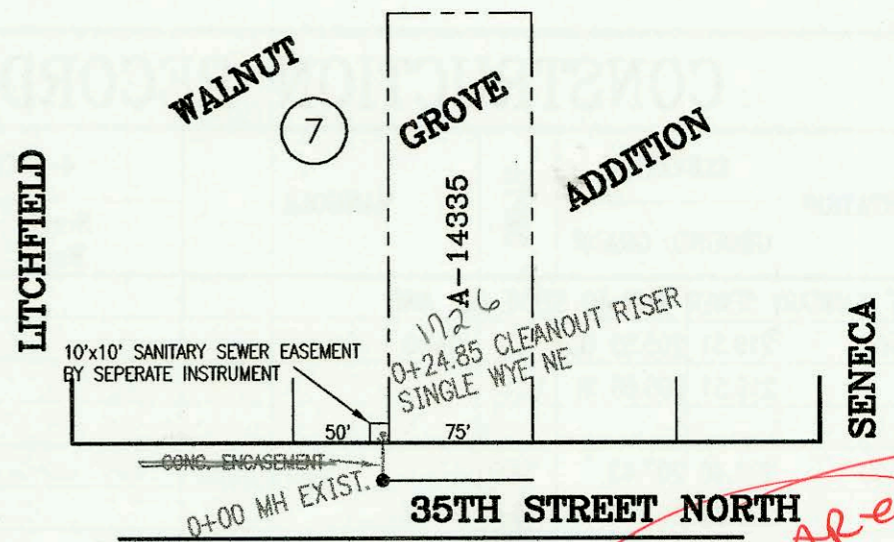 WALNUT
7
GROVE
ADDITION
LITCHFIELD
A-14335
1726
0+24.85 CLEANOUT RISER
SINGLE WYE NE
10'x10' SANITARY SEWER EASEMENT
BY SEPERATE INSTRUMENT
SENECA
50'
75'
CONC. ENCASEMENT
0+00 MH EXIST.
35TH STREET NORTH